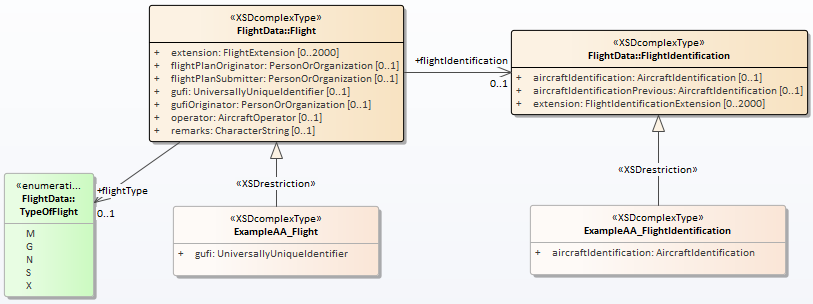 «XSDcomplexType»
FlightData::Flight
+ extension: FlightExtension [0..2000]
+ flightPlanOriginator: PersonOrOrganization [0..1]
+ flightPlanSubmitter: PersonOrOrganization [0..1]
+ gufi: UniversallyUniqueIdentifier [0..1]
+ gufiOriginator: PersonOrOrganization [0..1]
+ operator: AircraftOperator [0..1]
+ remarks: CharacterString [0..1]
+flightIdentification
0..1
«XSDcomplexType»
FlightData::FlightIdentification
+ aircraftIdentification: AircraftIdentification [0..1]
+ aircraftIdentificationPrevious: AircraftIdentification [0..1]
+ extension: FlightIdentificationExtension [0..2000]
«enumerati...
FlightData::
TypeOfFlight
M
G
N
S
X
+flightType
0..1
«XSDrestriction»
«XSDcomplexType»
ExampleAA_Flight
+ gufi: UniversallyUniqueIdentifier
«XSDrestriction»
«XSDcomplexType»
ExampleAA_FlightIdentification
+ aircraftIdentification: AircraftIdentification